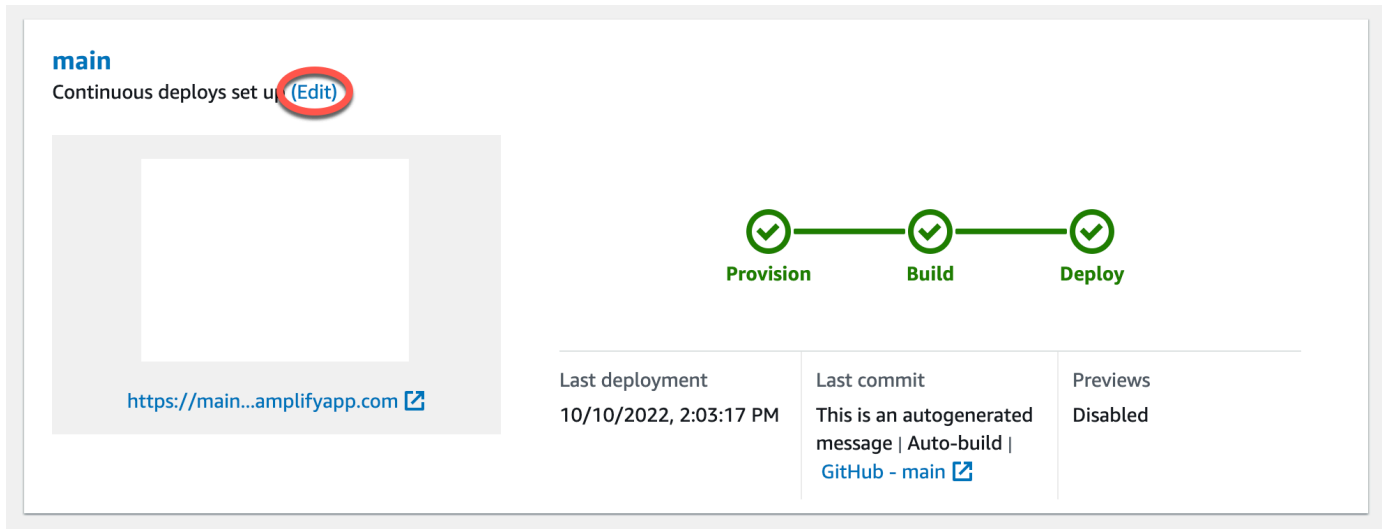 main
Continuous deploys set up (Edit)
Provision
Build
Deploy
https://main...amplifyapp.com
Last deployment
10/10/2022, 2:03:17 PM
Last commit
This is an autogenerated
message | Auto-build |
GitHub - main
Previews
Disabled